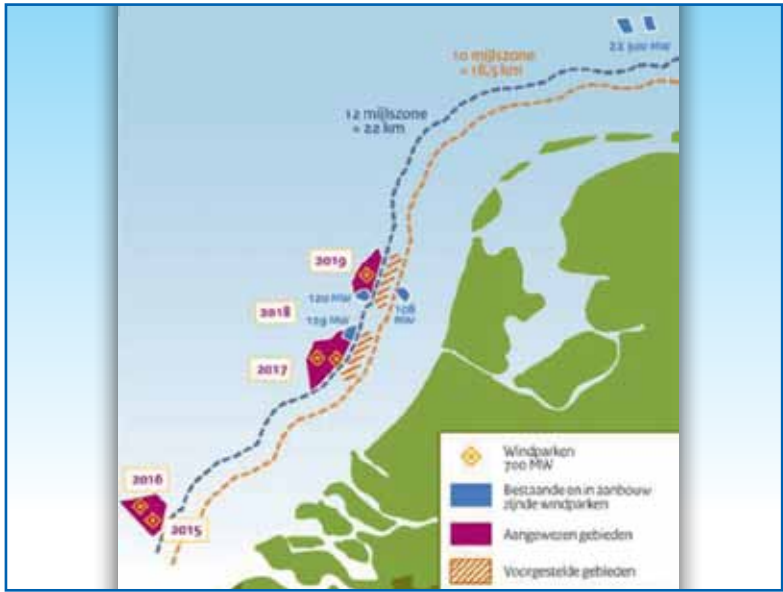 10 mijlszone
= 18,5 km
12 mijlszone
= 22 km
2019
120 MW
2018
129 MW
108
MW
2017
2016
2015
Windparken
700 MW
Bestaande en in aanbouw
zijnde windparken
Aangewezen gebieden
Voorgestelde gebieden